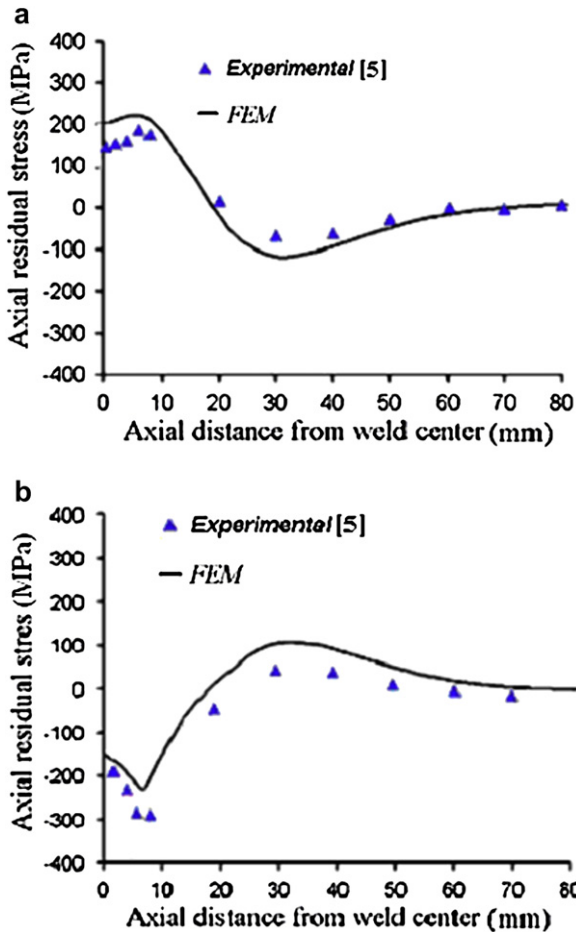 a
Axial residual stress (MPa)
400
300
200
100
0
-100
-200
-300
-400
Experimental [5]
FEM
0 10 20 30 40 50 60 70 80
Axial distance from weld center (mm)
b
Axial residual stres (MPa)
400
300
200
100
0
-100
-200
-300
-400
Experimental [5]
FEM
0 10 20 30 40 50 60 70 80
Axial distance from weld center (mm)